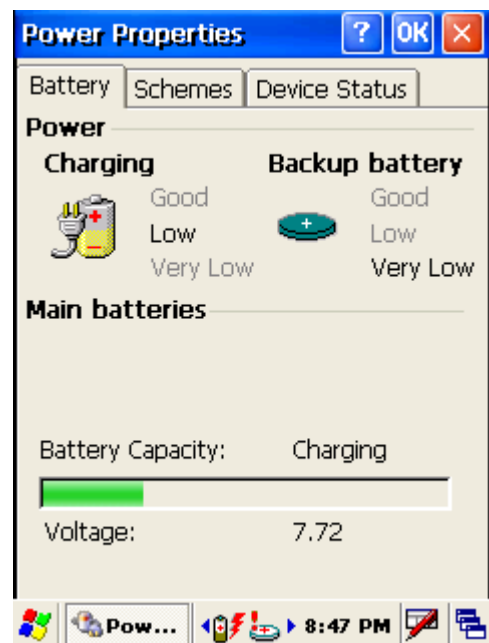 Power Properties ? OK ×
Battery Schemes Device Status
Power
Charging Backup battery
Good Good
Low Low
Very Low Very Low
Main batteries
Battery Capacity: Charging
Voltage: 7.72
Pow... 8:47 PM